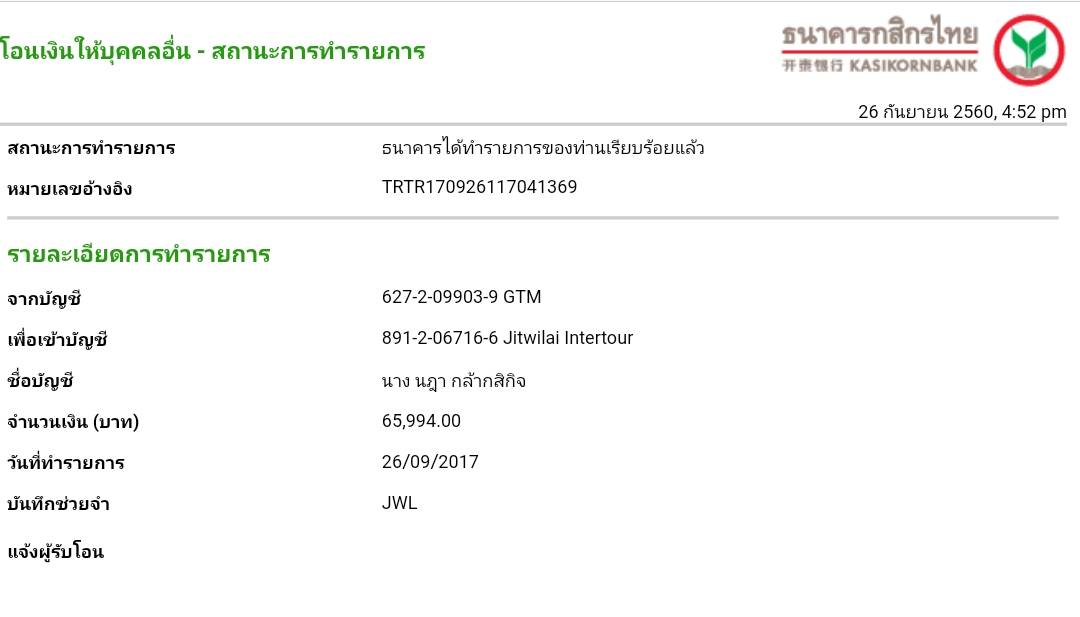 โอนเงินให้บุคคลอื่น - สถานะการทำรายการ
ธนาคารกสิกรไทย
开泰银行 KASIKORNBANK
26 กันยายน 2560, 4:52 pm
สถานะการทำรายการ ธนาคารได้ทำรายการของท่านเรียบร้อยแล้ว
หมายเลขอ้างอิง TRTR170926117041369
รายละเอียดการทำรายการ
จากบัญชี 627-2-09903-9 GTM
เพื่อเข้าบัญชี 891-2-06716-6 Jitwilai Intertour
ชื่อบัญชี นาง นฎา กล้ากสิกิจ
จำนวนเงิน (บาท) 65,994.00
วันที่ทำรายการ 26/09/2017
บันทึกช่วยจำ JWL
แจ้งผู้รับโอน